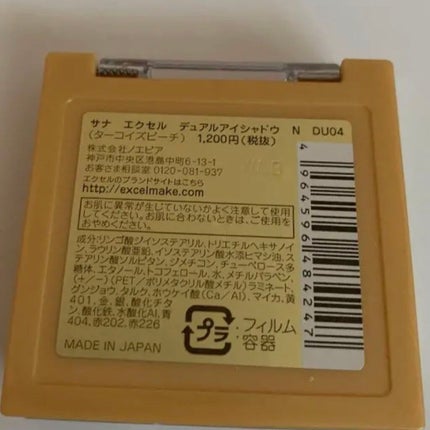 サナ エクセル デュアルアイシャドウ N DU04
(ターコイズピーチ) 1,200円(税抜)
株式会社ノエビア
神戸市中央区港島中町6-13-1
お客さま相談室 0120-081-937
エクセルのブランドサイトはこちら
http://excelmake.com/
お肌に異常が生じていないかよく注意して使用
してください。お肌に合わないときは、ご使用を
おやめください。
成分:リンゴ酸ジイソステアリル,トリエチルヘキサノイ
ン,ラウリン酸亜鉛,イソステアリン酸水添ヒマシ油,ス
テアリン酸ソルビタン,ジメチコン,チューベローズ多
糖体,エタノール,トコフェロール,水,メチルパラベン,
(+/-)(PET/ポリメタクリル酸メチル)ラミネート,
グンジョウ,タルク,ホウケイ酸(Ca/Al),マイカ,黄
401,金,銀,酸化チタ
ン,酸化鉄,水酸化Al,青
404,赤202,赤226
プラ
:フィルム
容器
MADE IN JAPAN
4964596484247